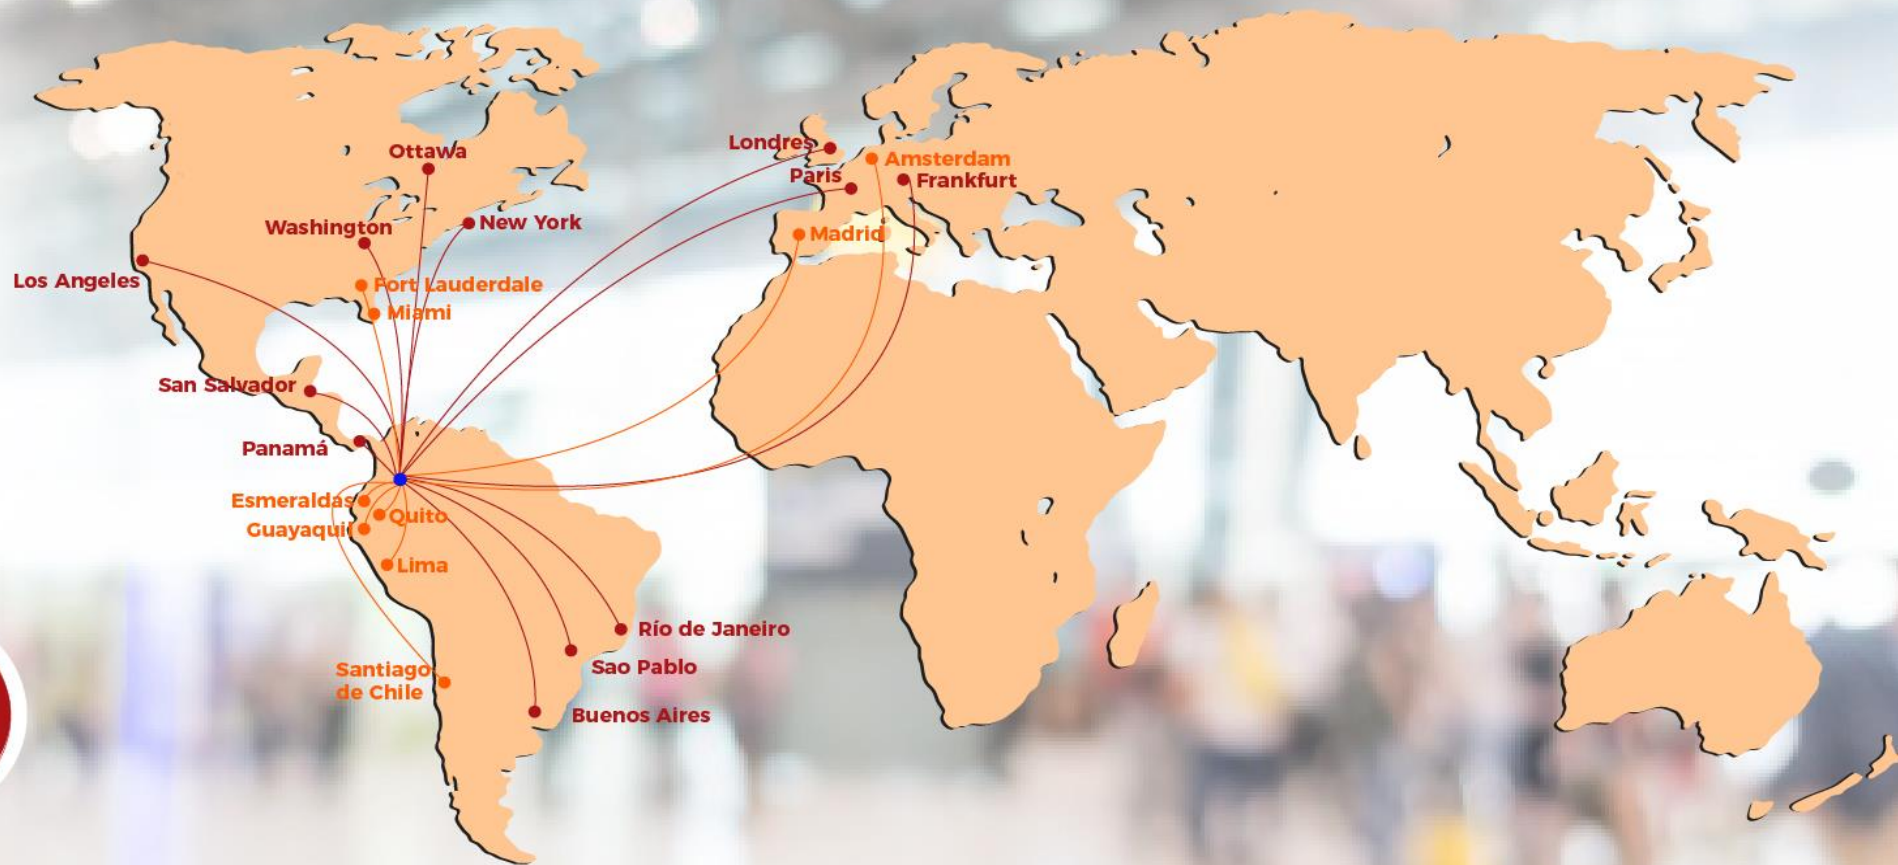 Ottawa
Londres
Amsterdam
Paris
Frankfurt
Washington
New York
Madrid
Los Angeles
Fort Lauderdale
Miami
San Salvador
Panamá
Esmeraldas
Quito
Guayaquil
Lima
Río de Janeiro
Sao Pablo
Santiago
de Chile
Buenos Aires